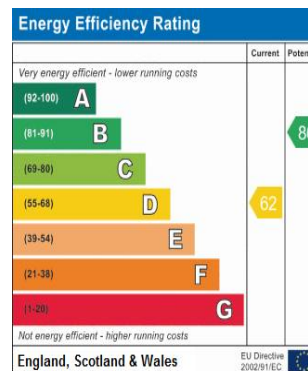 Energy Efficiency Rating
Current
Very energy efficient - lower running costs
(92-100) A
(81-91) B
(69-80) C
(55-68) D 62
(39-54) E
(21-38) F
(1-20) G
Not energy efficient - higher running costs
England, Scotland & Wales
EU Directive
2002/91/EC